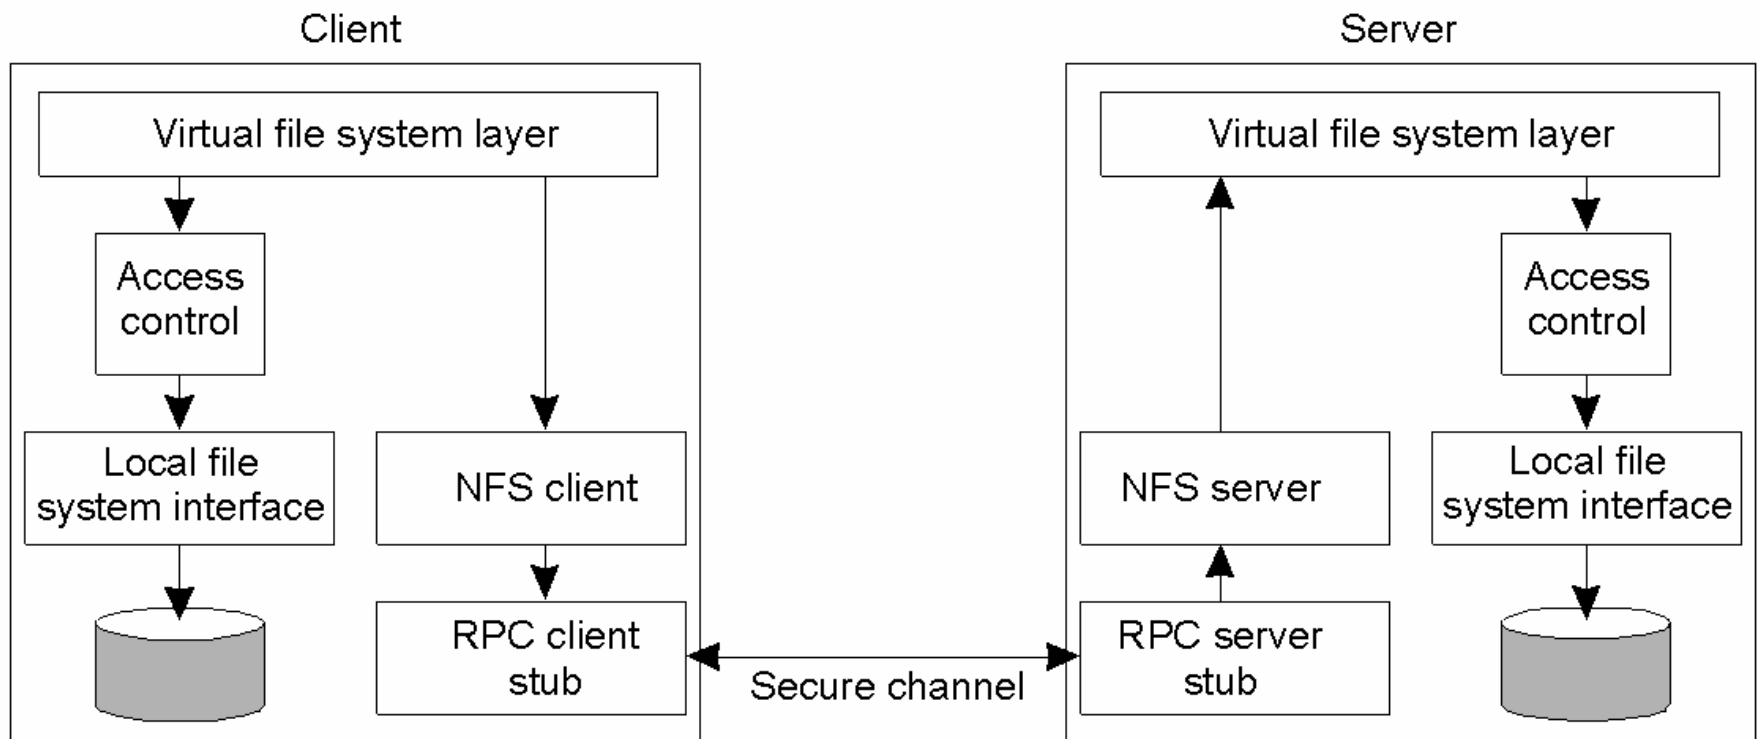 Client
Server
Virtual file system layer
Virtual file system layer
Access
control
Access
control
Local file
system interface
NFS client
NFS server
Local file
system interface
RPC client
stub
Secure channel
RPC server
stub